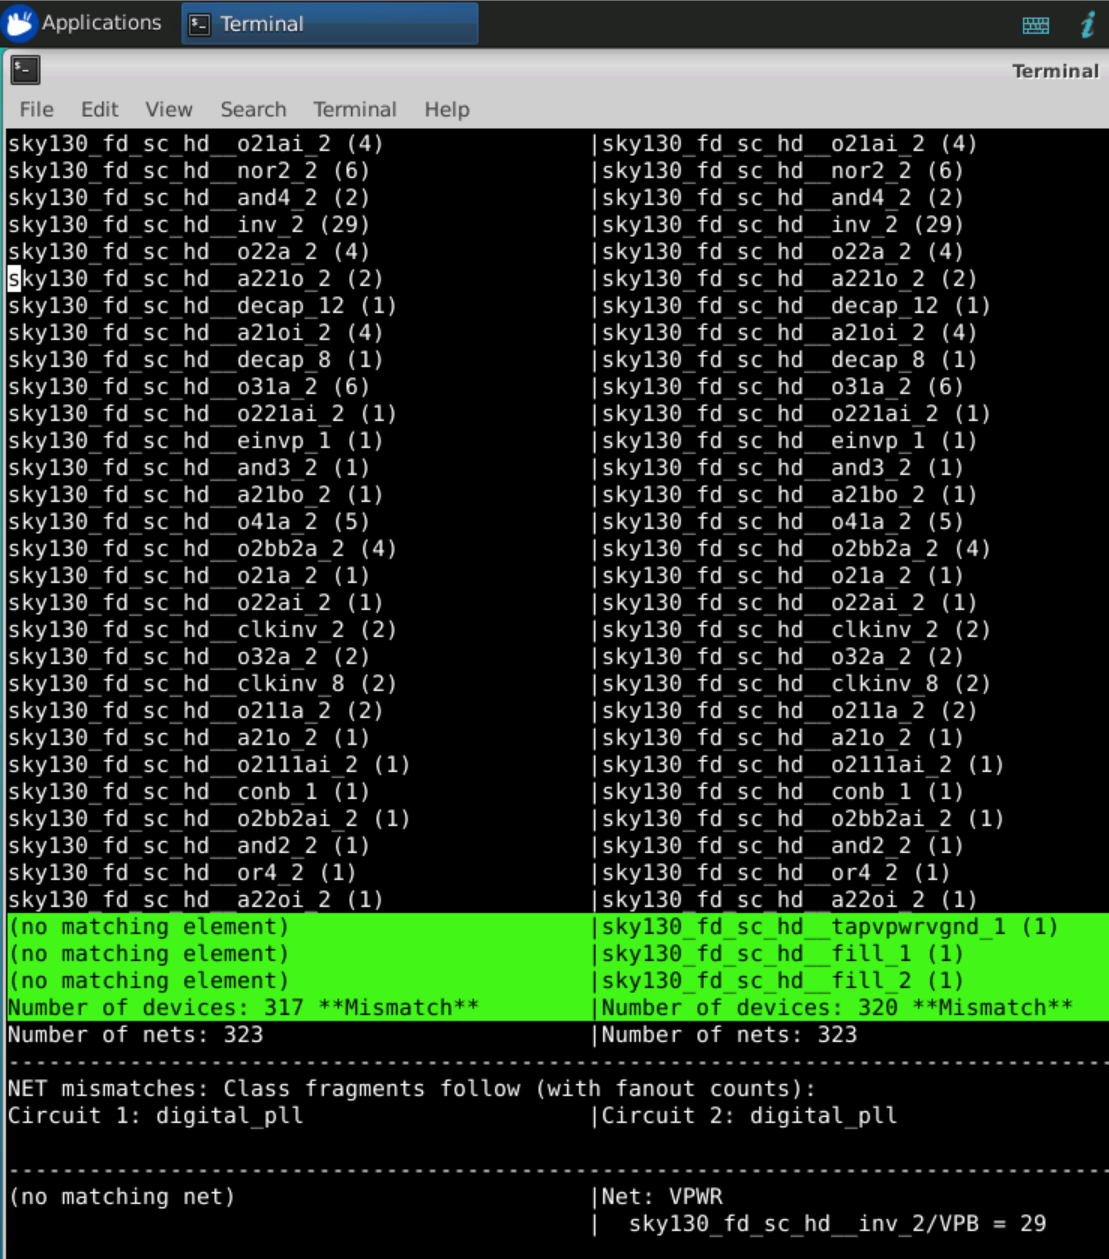 Applications Terminal
Terminal
File Edit View Search Terminal Help
sky130_fd_sc_hd__o21ai_2 (4) |sky130_fd_sc_hd__o21ai_2 (4)
sky130_fd_sc_hd__nor2_2 (6) |sky130_fd_sc_hd__nor2_2 (6)
sky130_fd_sc_hd__and4_2 (2) |sky130_fd_sc_hd__and4_2 (2)
sky130_fd_sc_hd__inv_2 (29) |sky130_fd_sc_hd__inv_2 (29)
sky130_fd_sc_hd__o22a_2 (4) |sky130_fd_sc_hd__o22a_2 (4)
sky130_fd_sc_hd__a221o_2 (2) |sky130_fd_sc_hd__a221o_2 (2)
sky130_fd_sc_hd__decap_12 (1) |sky130_fd_sc_hd__decap_12 (1)
sky130_fd_sc_hd__a21oi_2 (4) |sky130_fd_sc_hd__a21oi_2 (4)
sky130_fd_sc_hd__decap_8 (1) |sky130_fd_sc_hd__decap_8 (1)
sky130_fd_sc_hd__o31a_2 (6) |sky130_fd_sc_hd__o31a_2 (6)
sky130_fd_sc_hd__o221ai_2 (1) |sky130_fd_sc_hd__o221ai_2 (1)
sky130_fd_sc_hd__einvp_1 (1) |sky130_fd_sc_hd__einvp_1 (1)
sky130_fd_sc_hd__and3_2 (1) |sky130_fd_sc_hd__and3_2 (1)
sky130_fd_sc_hd__a21bo_2 (1) |sky130_fd_sc_hd__a21bo_2 (1)
sky130_fd_sc_hd__o41a_2 (5) |sky130_fd_sc_hd__o41a_2 (5)
sky130_fd_sc_hd__o2bb2a_2 (4) |sky130_fd_sc_hd__o2bb2a_2 (4)
sky130_fd_sc_hd__o21a_2 (1) |sky130_fd_sc_hd__o21a_2 (1)
sky130_fd_sc_hd__o22ai_2 (1) |sky130_fd_sc_hd__o22ai_2 (1)
sky130_fd_sc_hd__clkinv_2 (2) |sky130_fd_sc_hd__clkinv_2 (2)
sky130_fd_sc_hd__o32a_2 (2) |sky130_fd_sc_hd__o32a_2 (2)
sky130_fd_sc_hd__clkinv_8 (2) |sky130_fd_sc_hd__clkinv_8 (2)
sky130_fd_sc_hd__o211a_2 (2) |sky130_fd_sc_hd__o211a_2 (2)
sky130_fd_sc_hd__a21o_2 (1) |sky130_fd_sc_hd__a21o_2 (1)
sky130_fd_sc_hd__o2111ai_2 (1) |sky130_fd_sc_hd__o2111ai_2 (1)
sky130_fd_sc_hd__conb_1 (1) |sky130_fd_sc_hd__conb_1 (1)
sky130_fd_sc_hd__o2bb2ai_2 (1) |sky130_fd_sc_hd__o2bb2ai_2 (1)
sky130_fd_sc_hd__and2_2 (1) |sky130_fd_sc_hd__and2_2 (1)
sky130_fd_sc_hd__or4_2 (1) |sky130_fd_sc_hd__or4_2 (1)
sky130_fd_sc_hd__a22oi_2 (1) |sky130_fd_sc_hd__a22oi_2 (1)
(no matching element) |sky130_fd_sc_hd__tapvpwrvgnd_1 (1)
(no matching element) |sky130_fd_sc_hd__fill_1 (1)
(no matching element) |sky130_fd_sc_hd__fill_2 (1)
Number of devices: 317 **Mismatch** |Number of devices: 320 **Mismatch**
Number of nets: 323 |Number of nets: 323
---------------------------------------------------------------------------------
NET mismatches: Class fragments follow (with fanout counts):
Circuit 1: digital_pll |Circuit 2: digital_pll
---------------------------------------------------------------------------------
(no matching net) |Net: VPWR
| sky130_fd_sc_hd__inv_2/VPB = 29